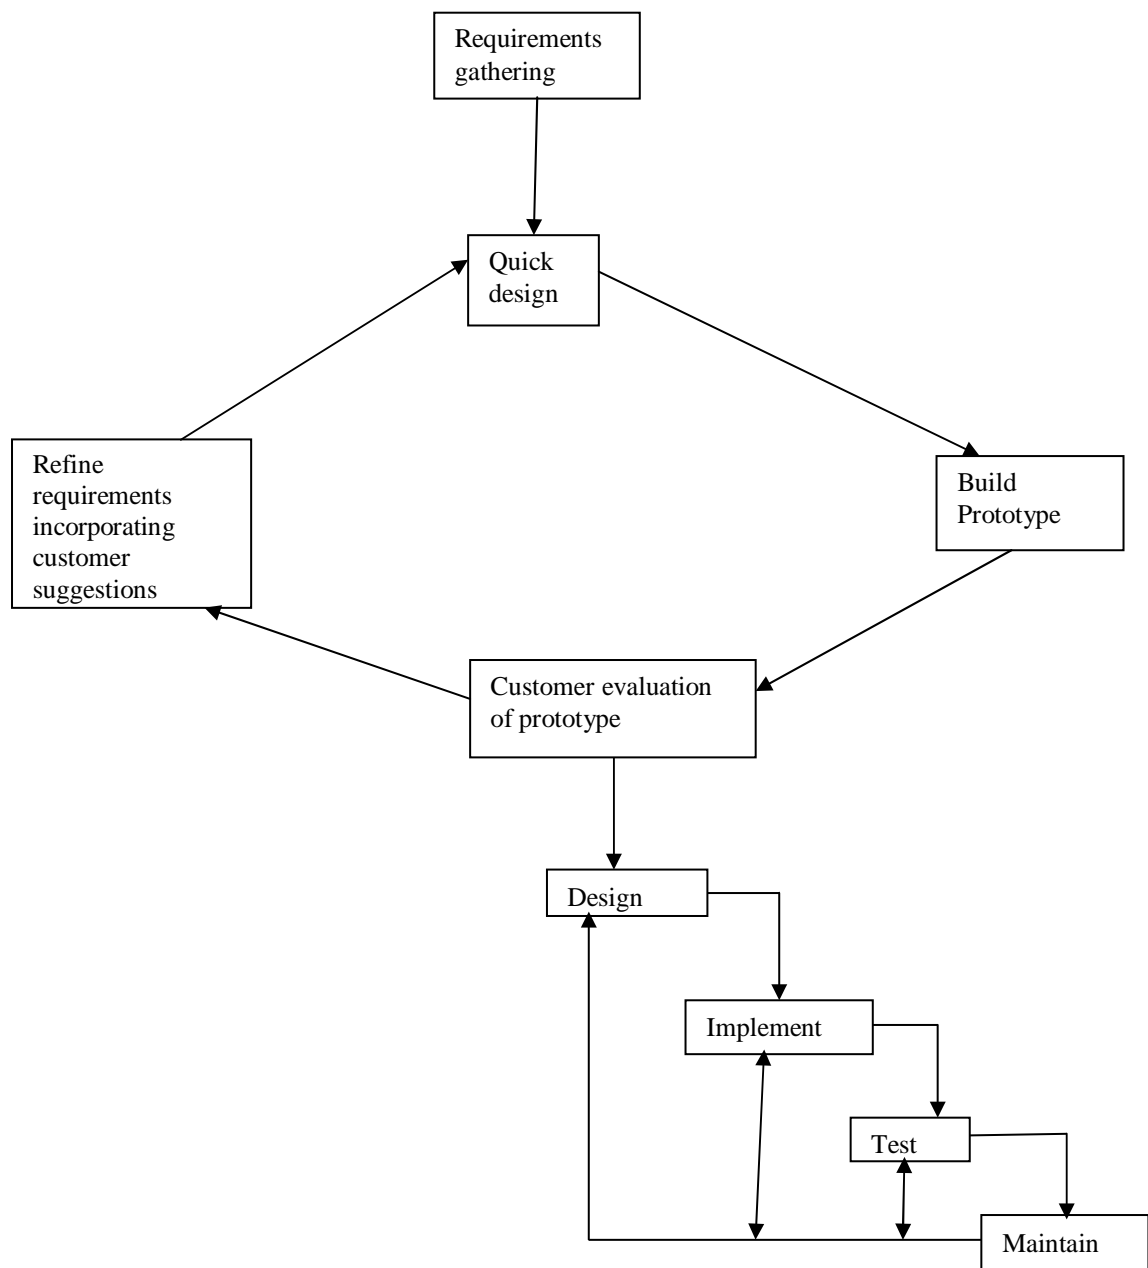 Requirements
gathering
Quick
design
Refine
requirements
incorporating
customer
suggestions
Build
Prototype
Customer evaluation
of prototype
Design
Implement
Test
Maintain